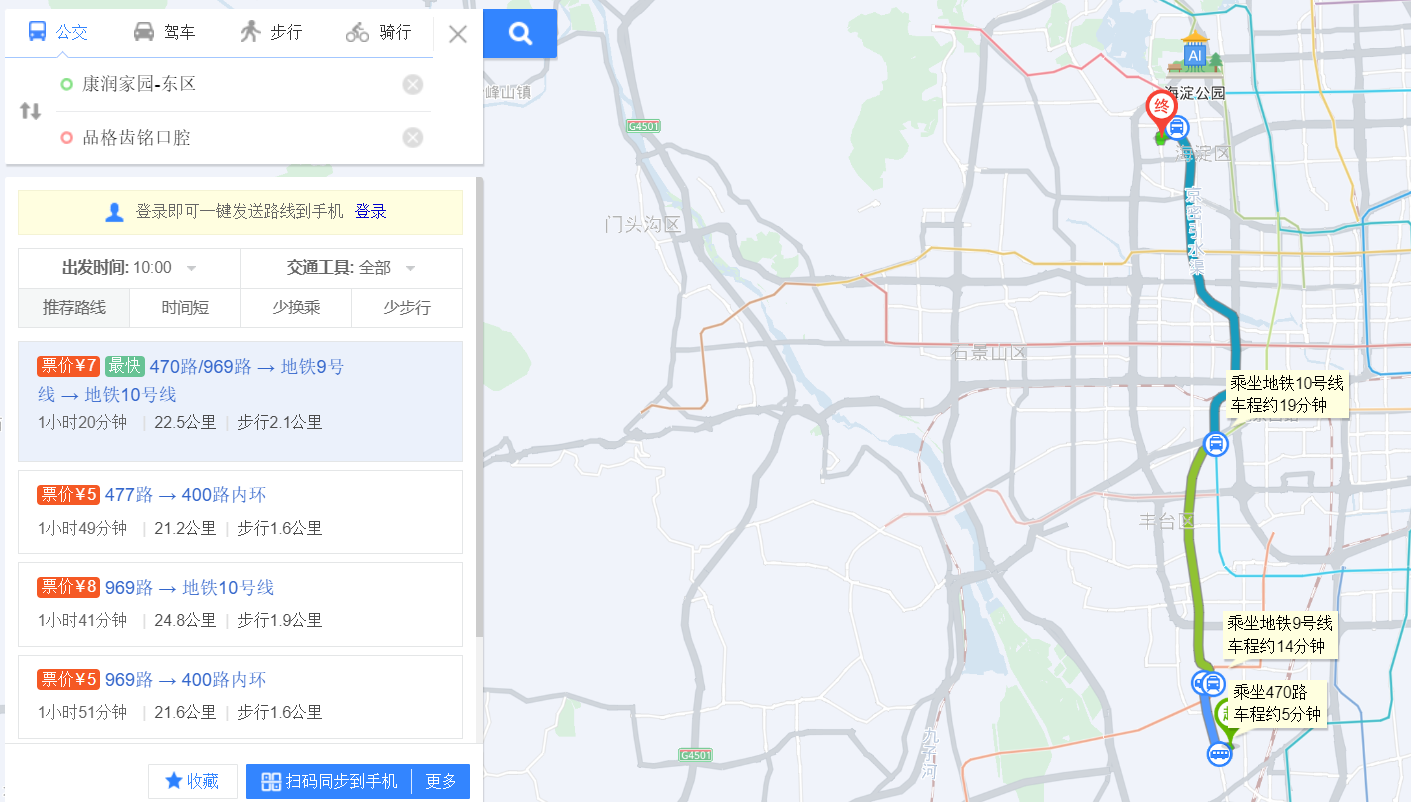 公交
驾车
步行
骑行
康润家园-东区
品格齿铭口腔
登录即可一键发送路线到手机 登录
出发时间: 10:00
交通工具: 全部
推荐路线
时间短
少换乘
少步行
票价¥7 最快 470路/969路 → 地铁9号
线 → 地铁10号线
1小时20分钟 | 22.5公里 | 步行2.1公里
票价¥5 477路 → 400路内环
1小时49分钟 | 21.2公里 | 步行1.6公里
票价¥8 969路 → 地铁10号线
1小时41分钟 | 24.8公里 | 步行1.9公里
票价¥5 969路 → 400路内环
1小时51分钟 | 21.6公里 | 步行1.6公里
收藏
扫码同步到手机
更多
峰山镇
G4501
门头沟区
石景山区
AI
海淀公园
终
海淀区
京密引水渠
乘坐地铁10号线
车程约19分钟
丰台区
乘坐地铁9号线
车程约14分钟
乘坐470路
车程约5分钟
G4501
九子河